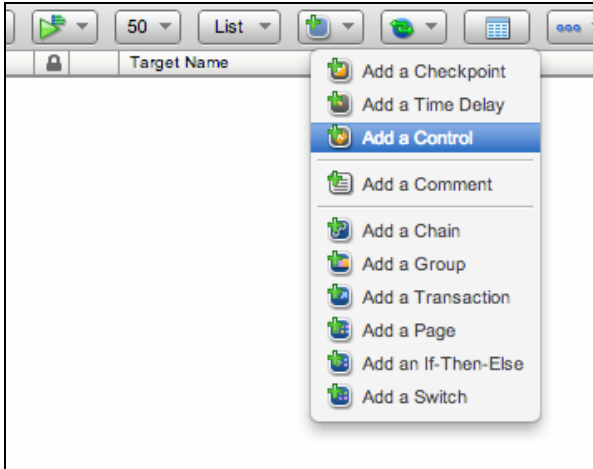 50
List
Target Name
Add a Checkpoint
Add a Time Delay
Add a Control
Add a Comment
Add a Chain
Add a Group
Add a Transaction
Add a Page
Add an If-Then-Else
Add a Switch